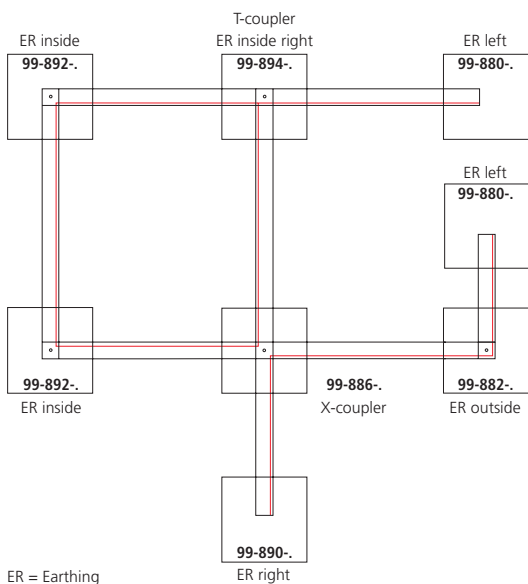 T-coupler
ER inside
ER inside right
ER left
99-892-.
99-894-.
99-880-.
ER left
99-880-.
99-892-.
ER inside
99-886-.
X-coupler
99-882-.
ER outside
99-890-.
ER right
ER = Earthing